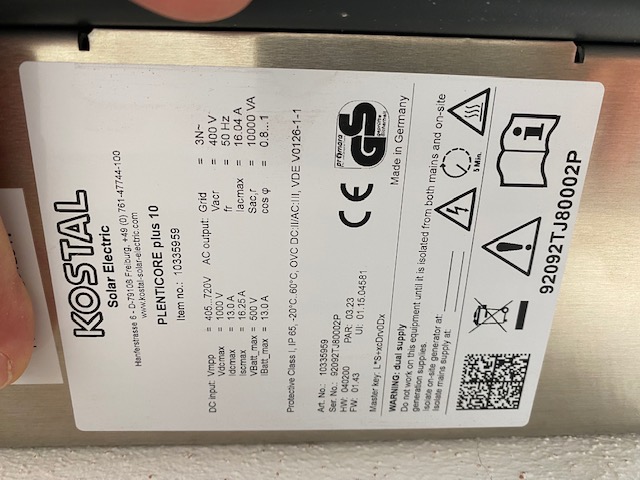 KOSTAL
Solar Electric
Hanferstrasse 6 - D-79108 Freiburg, +49 (0) 761-47744-100
www.kostal-solar-electric.com
PLENTICORE plus 10
Item no.: 10335959
DC input: Vmpp = 405...720V AC output: Grid = 3N~
Vdcmax = 1000 V Vacr = 400 V
Idcmax = 13.0 A fr = 50 Hz
Iscmax = 16.25 A Iacmax = 16.04 A
VBatt_max = 500 V Sac,r = 10000 VA
IBatt_max = 13.0 A cos φ = 0.8...1
Protective Class I, IP 65, -20°C..60°C, OVC DC:II/AC:III, VDE V0126-1-1
Art. No.: 10335959
Ser. No.: 92092TJ80002P
HW: 040200 PAR: 03.23
FW: 01.43 UI: 01.15.04581
Master key: L*S+xcDrv0Dx
CE
geprüfte
Sicherheit
GS
Made in Germany
WARNING: dual supply
Do not work on this equipment until it is isolated from both mains and on-site
generation supplies.
Isolate on-site generator at:
Isolate mains supply at:
5 Min.
i
92092TJ80002P